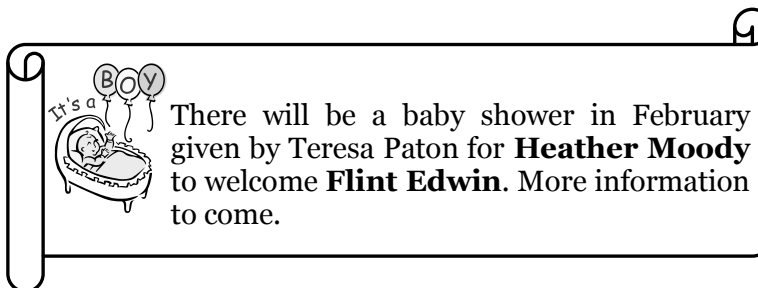 It's a
BOY
There will be a baby shower in February
given by Teresa Paton for Heather Moody
to welcome Flint Edwin. More information
to come.